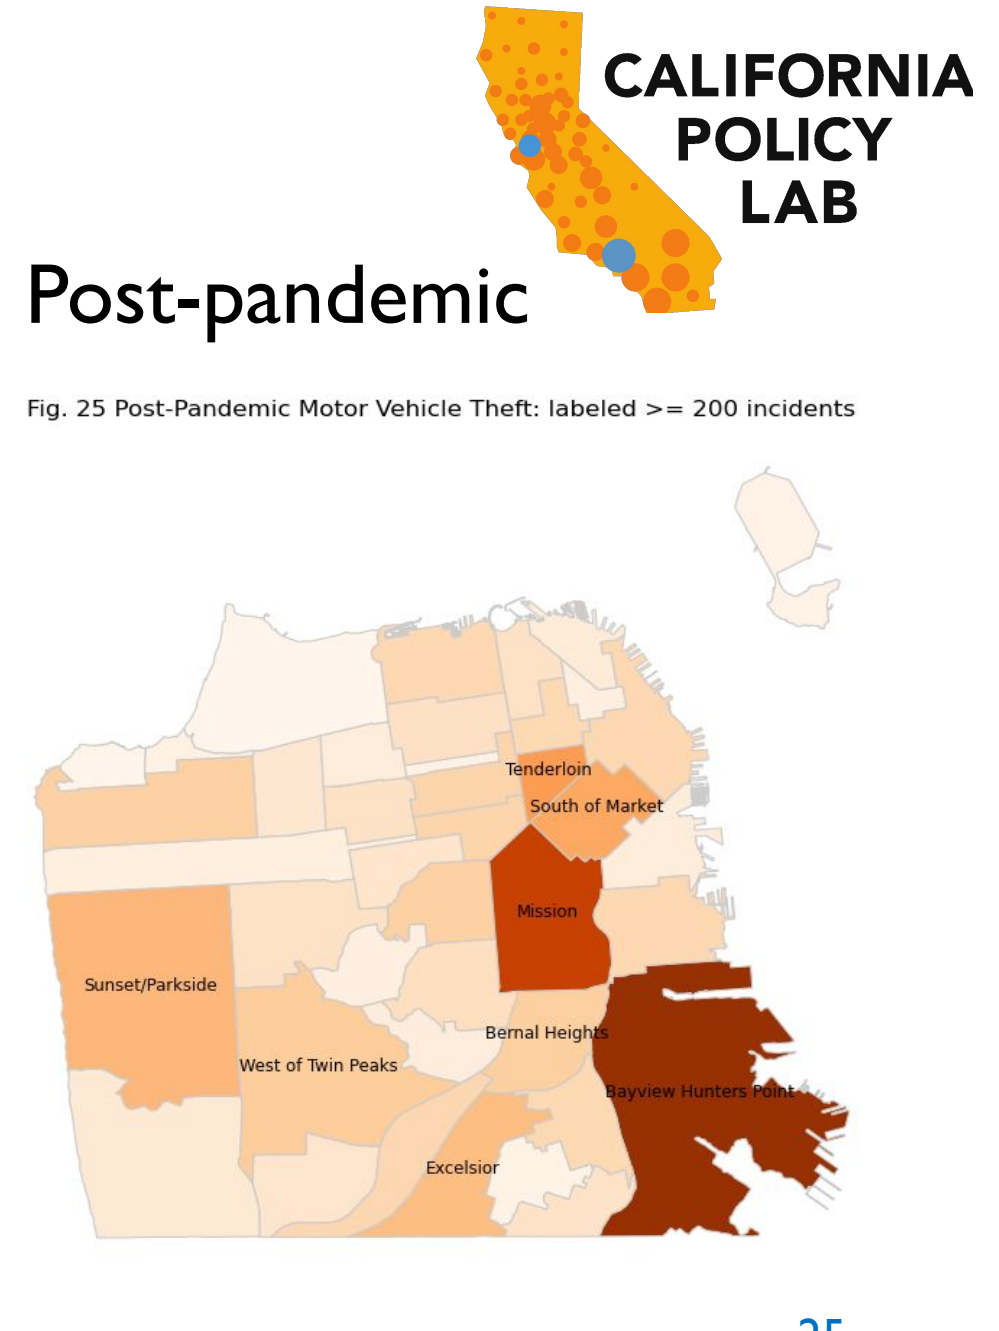 CALIFORNIA
POLICY
LAB
Post-pandemic
Fig. 25 Post-Pandemic Motor Vehicle Theft: labeled >= 200 incidents
Tenderloin
South of Market
Mission
Sunset/Parkside
Bernal Heights
West of Twin Peaks
Bayview Hunters Point
Excelsior
25